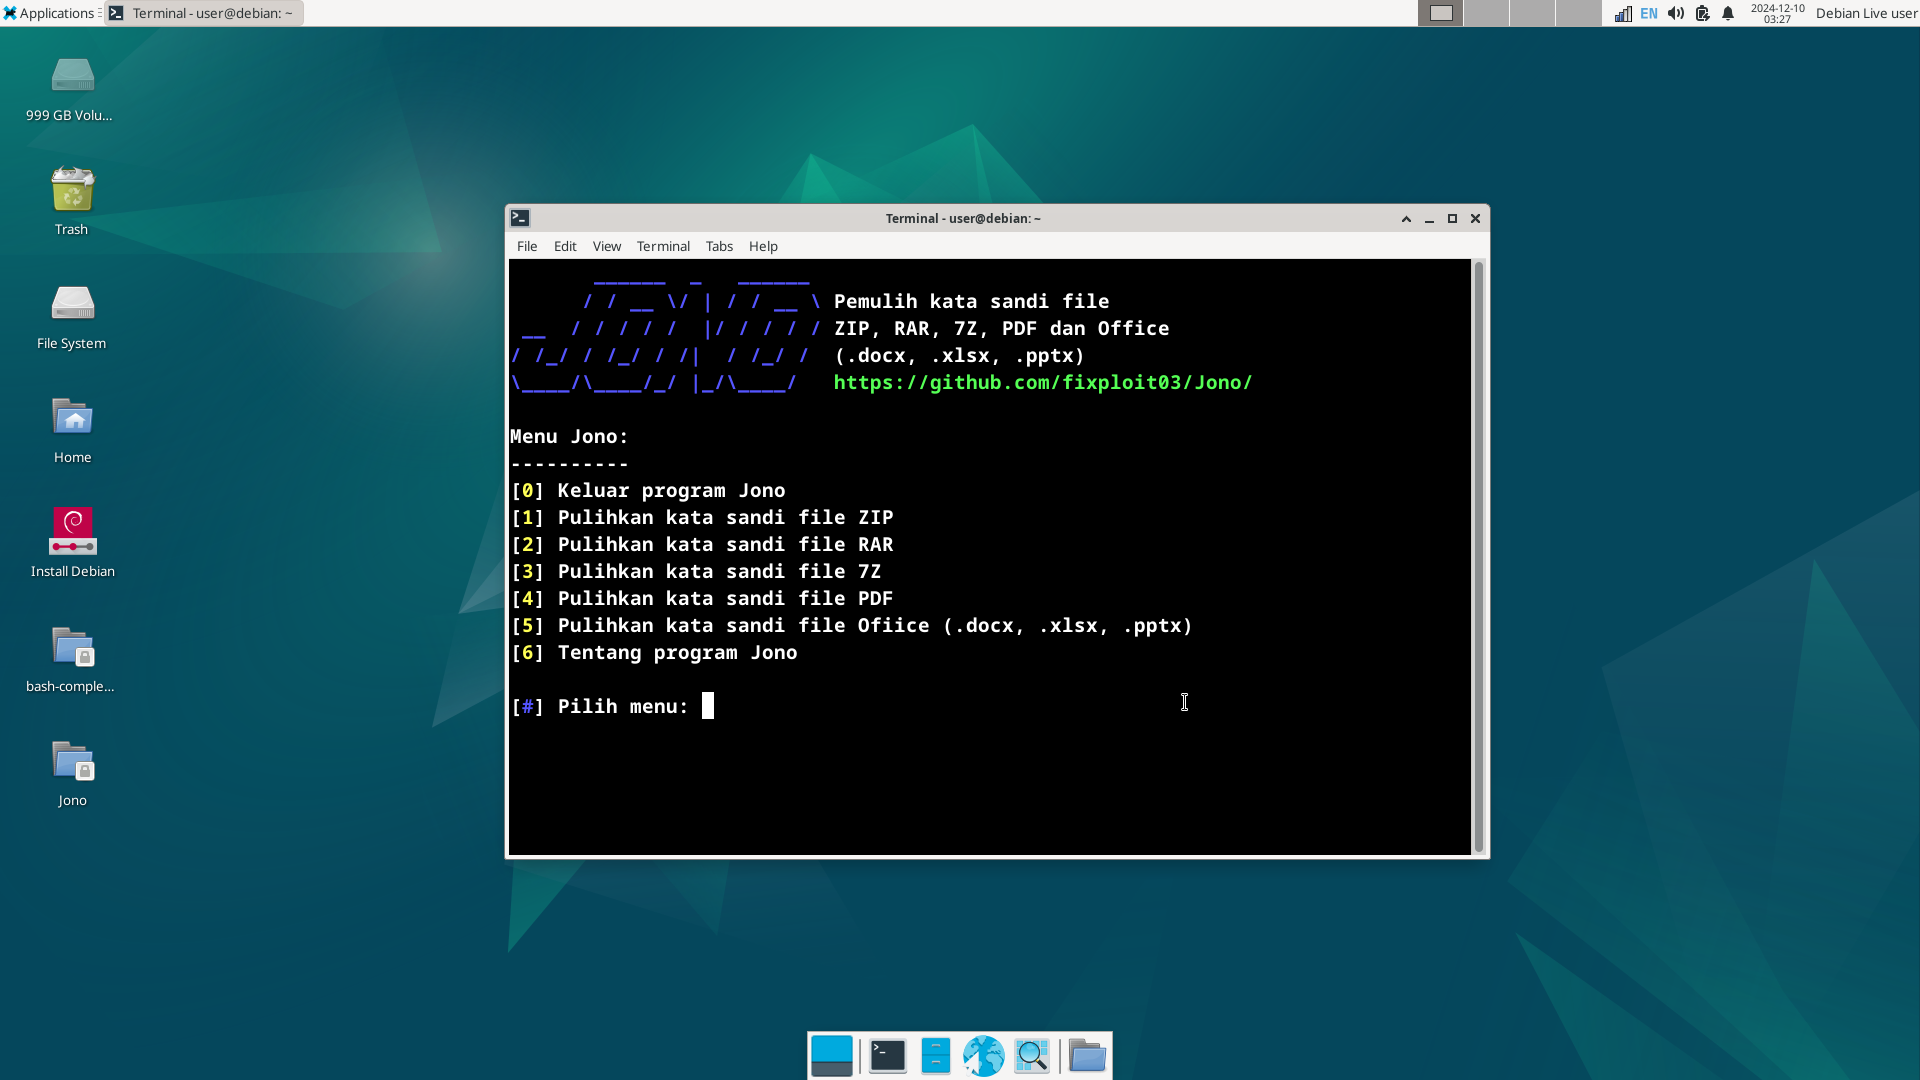 Applications
Terminal - user@debian: ~
EN
2024-12-10
03:27
Debian Live user
999 GB Volu...
Trash
File System
Home
Install Debian
bash-comple...
Jono
Terminal - user@debian: ~
File Edit View Terminal Tabs Help
Pemulih kata sandi file
ZIP, RAR, 7Z, PDF dan Office
(.docx, .xlsx, .pptx)
https://github.com/fixploit03/Jono/
Menu Jono:
----------
[0] Keluar program Jono
[1] Pulihkan kata sandi file ZIP
[2] Pulihkan kata sandi file RAR
[3] Pulihkan kata sandi file 7Z
[4] Pulihkan kata sandi file PDF
[5] Pulihkan kata sandi file Ofiice (.docx, .xlsx, .pptx)
[6] Tentang program Jono
[#] Pilih menu: